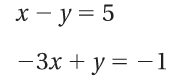 x − y = 5
−3x + y = −1